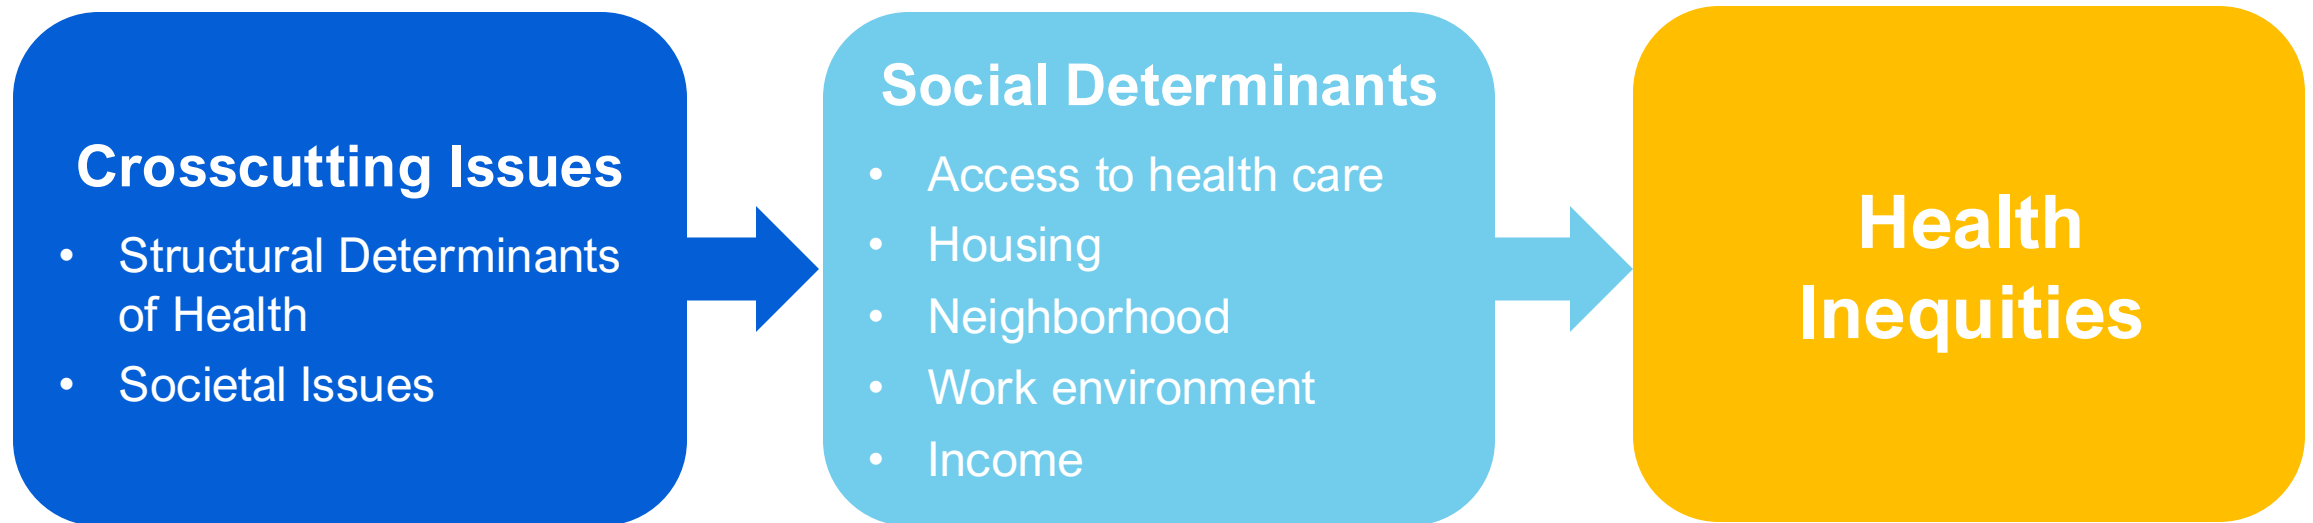 Crosscutting Issues
• Structural Determinants
of Health
• Societal Issues
Social Determinants
• Access to health care
• Housing
• Neighborhood
• Work environment
• Income
Health
Inequities